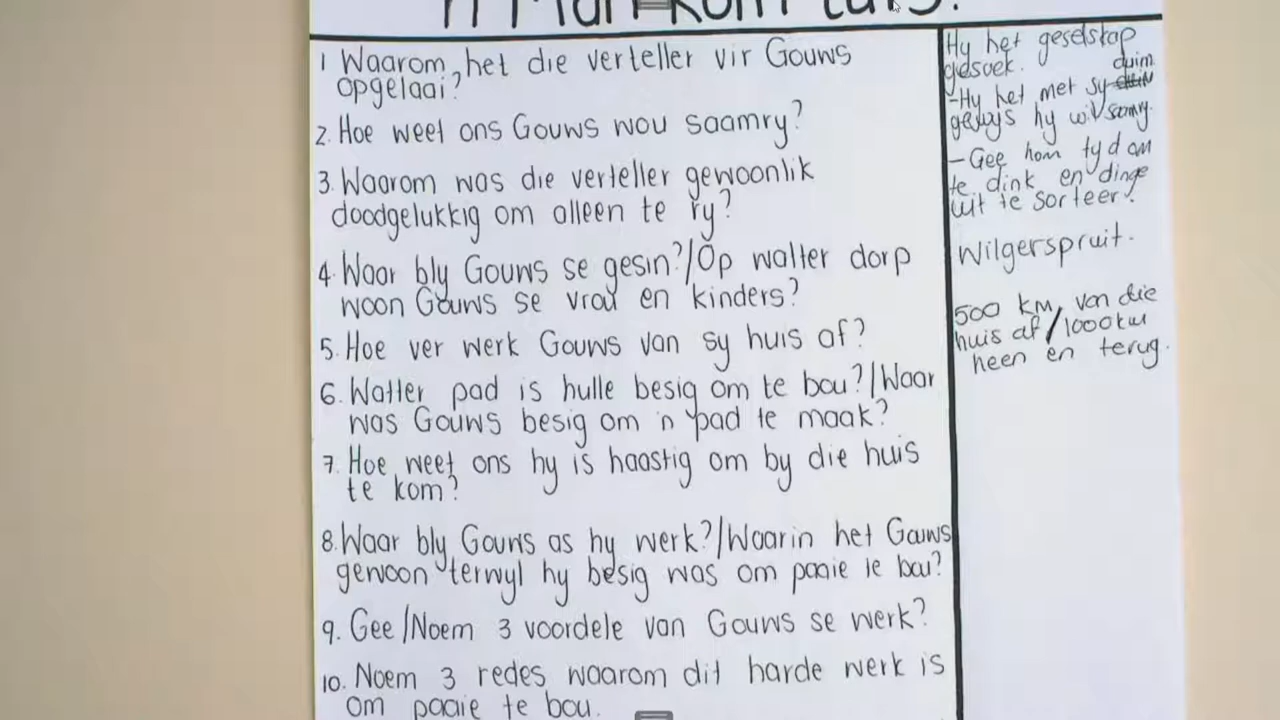 'n Man kom tuis.
1 Waarom het die verteller vir Gouws
opgelaai?
2. Hoe weet ons Gouws wou saamry?
3. Waarom was die verteller gewoonlik
doodgelukkig om alleen te ry?
4 Waar bly Gouws se gesin?/Op watter dorp
woon Gouws se vrou en kinders?
5. Hoe ver werk Gouws van sy huis af?
6. Watter pad is hulle besig om te bou?/Waar
was Gouws besig om 'n pad te maak?
7. Hoe weet ons hy is haastig om by die huis
te kom?
8. Waar bly Gouws as hy werk?/Waarin het Gouws
gewoon terwyl hy besig was om paaie te bou?
9. Gee/Noem 3 voordele van Gouws se werk?
10. Noem 3 redes waarom dit harde werk is
om paaie te bou.
Hy het geselskap
gesoek.
duim
-Hy het met sy
gewys hy wil saamry.
- Gee hom tyd om
te dink en dinge
uit te sorteer.
Wilgerspruit.
500 km van die
huis af/1000km
heen en terug.